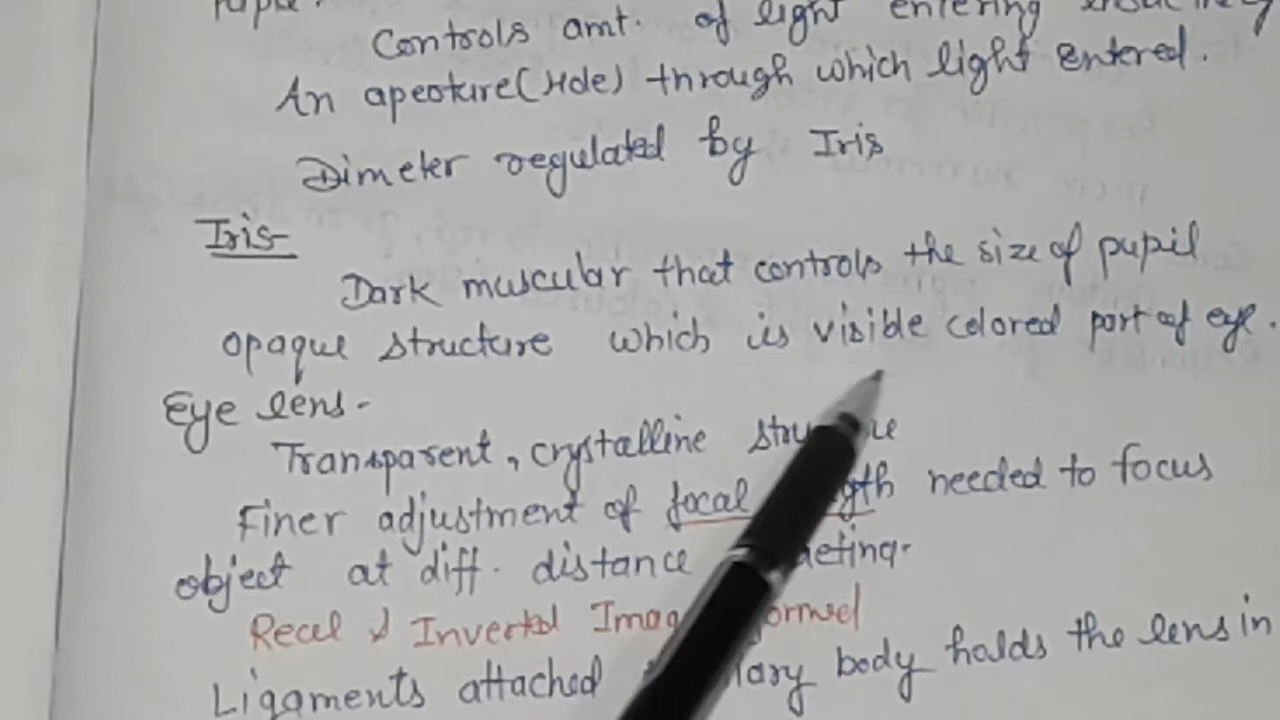 Controls amt. of light entering
An apeoture(Hole) through which light Entered.
Dimeter regulated by Iris
Iris-
Dark muscular that controls the size of pupil
opaque structure which is visible colored part of eye.
Eye lens-
Transparent, crystalline
Finer adjustment of focal needed to focus
object at diff. distance
Real & Inverted
Ligaments attached body holds the lens in